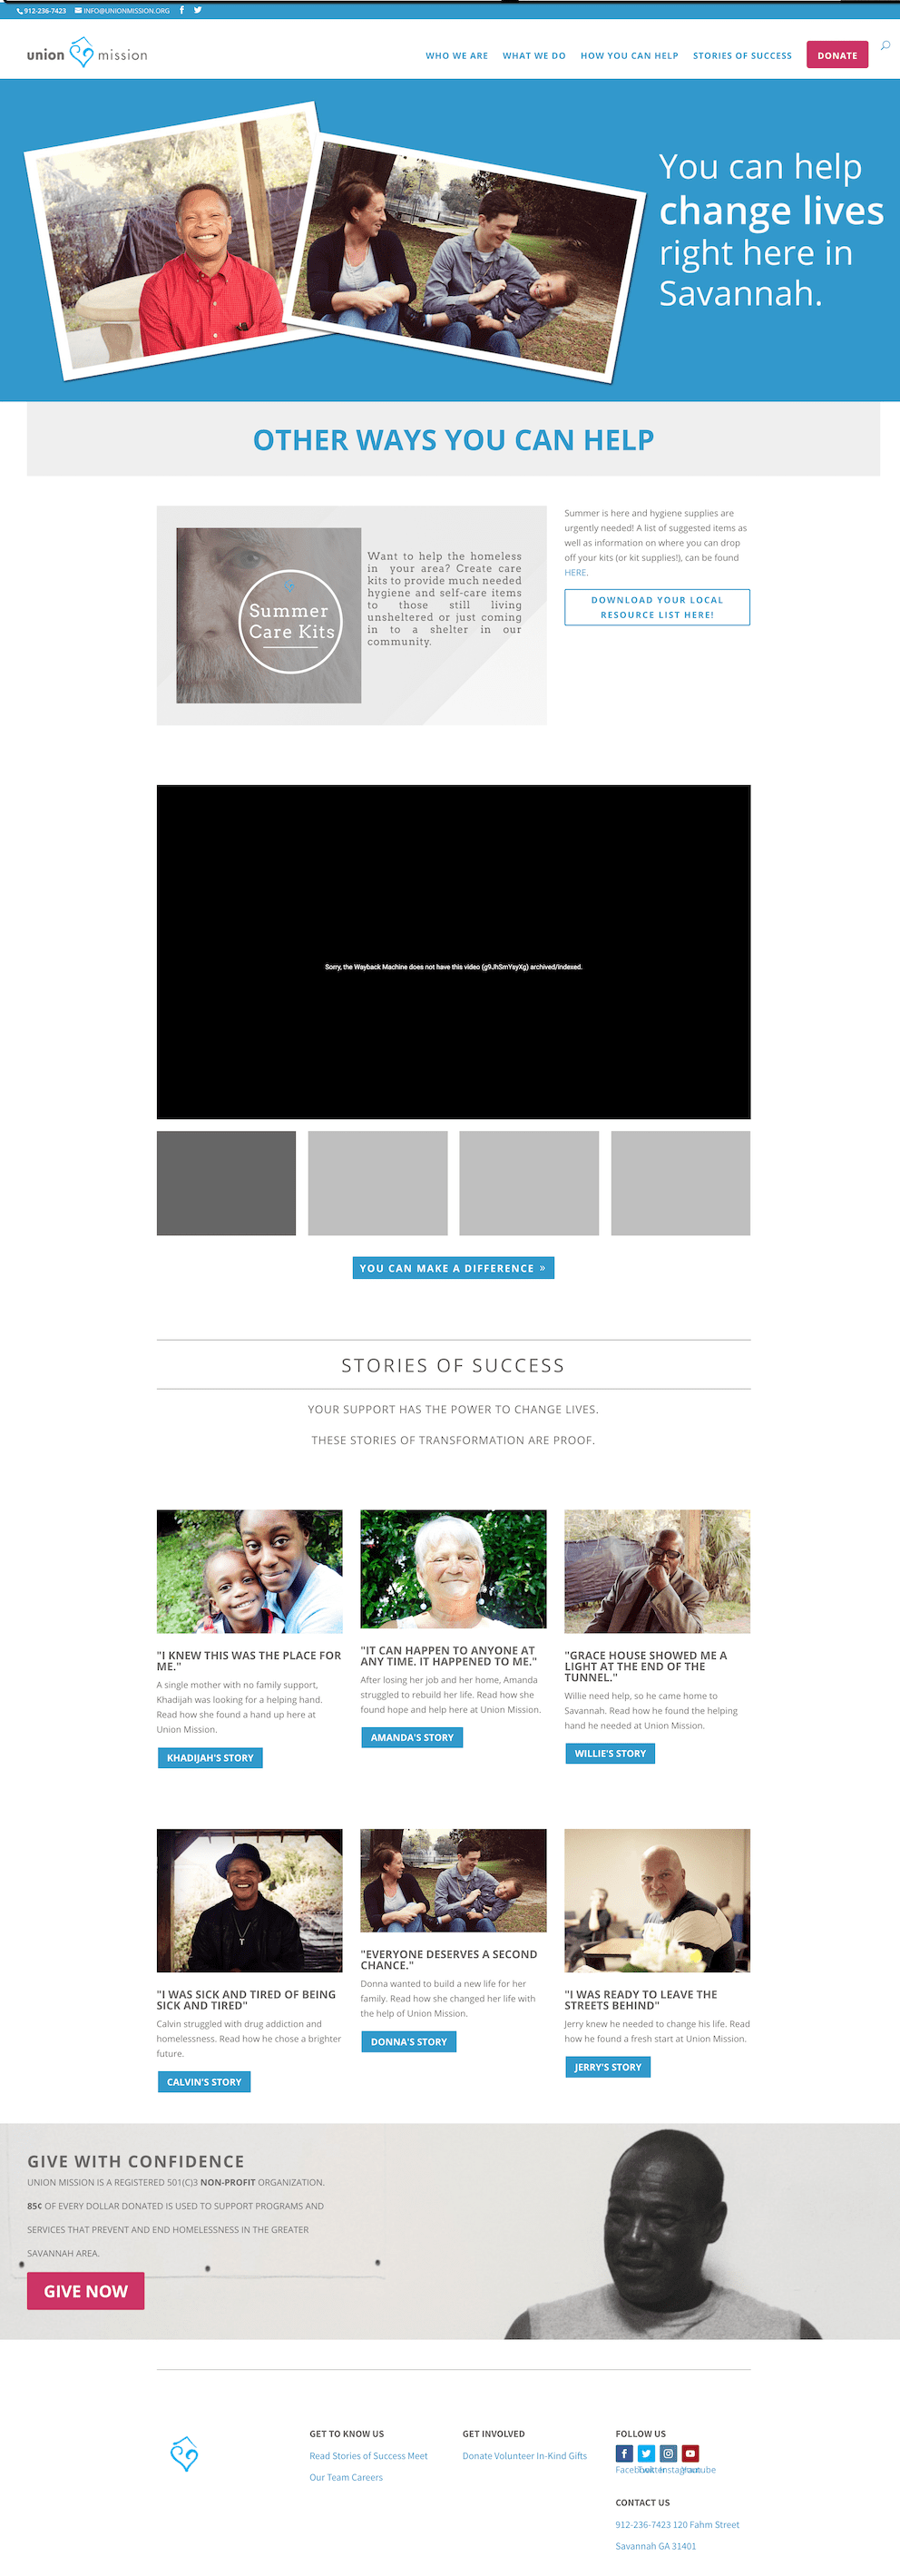 912-236-7423 INFO@UNIONMISSION.ORG
union mission
WHO WE ARE WHAT WE DO HOW YOU CAN HELP STORIES OF SUCCESS DONATE
You can help
change lives
right here in
Savannah.
OTHER WAYS YOU CAN HELP
Summer
Care Kits
Want to help the homeless
in your area? Create care
kits to provide much needed
hygiene and self-care items
to those still living
unsheltered or just coming
in to a shelter in our
community.
Summer is here and hygiene supplies are
urgently needed! A list of suggested items as
well as information on where you can drop
off your kits (or kit supplies!), can be found
HERE.
DOWNLOAD YOUR LOCAL
RESOURCE LIST HERE!
Sorry, the Wayback Machine does not have this video (g9JhSmYsyXg) archived/indexed.
YOU CAN MAKE A DIFFERENCE »
STORIES OF SUCCESS
YOUR SUPPORT HAS THE POWER TO CHANGE LIVES.
THESE STORIES OF TRANSFORMATION ARE PROOF.
"I KNEW THIS WAS THE PLACE FOR
ME."
A single mother with no family support,
Khadijah was looking for a helping hand.
Read how she found a hand up here at
Union Mission.
KHADIJAH'S STORY
"IT CAN HAPPEN TO ANYONE AT
ANY TIME. IT HAPPENED TO ME."
After losing her job and her home, Amanda
struggled to rebuild her life. Read how she
found hope and help here at Union Mission.
AMANDA'S STORY
"GRACE HOUSE SHOWED ME A
LIGHT AT THE END OF THE
TUNNEL."
Willie need help, so he came home to
Savannah. Read how he found the helping
hand he needed at Union Mission.
WILLIE'S STORY
"I WAS SICK AND TIRED OF BEING
SICK AND TIRED"
Calvin struggled with drug addiction and
homelessness. Read how he chose a brighter
future.
CALVIN'S STORY
"EVERYONE DESERVES A SECOND
CHANCE."
Donna wanted to build a new life for her
family. Read how she changed her life with
the help of Union Mission.
DONNA'S STORY
"I WAS READY TO LEAVE THE
STREETS BEHIND"
Jerry knew he needed to change his life. Read
how he found a fresh start at Union Mission.
JERRY'S STORY
GIVE WITH CONFIDENCE
UNION MISSION IS A REGISTERED 501(C)3 NON-PROFIT ORGANIZATION.
85¢ OF EVERY DOLLAR DONATED IS USED TO SUPPORT PROGRAMS AND
SERVICES THAT PREVENT AND END HOMELESSNESS IN THE GREATER
SAVANNAH AREA.
GIVE NOW
GET TO KNOW US
Read Stories of Success Meet
Our Team Careers
GET INVOLVED
Donate Volunteer In-Kind Gifts
FOLLOW US
Facebook Twitter Instagram Youtube
CONTACT US
912-236-7423 120 Fahm Street
Savannah GA 31401